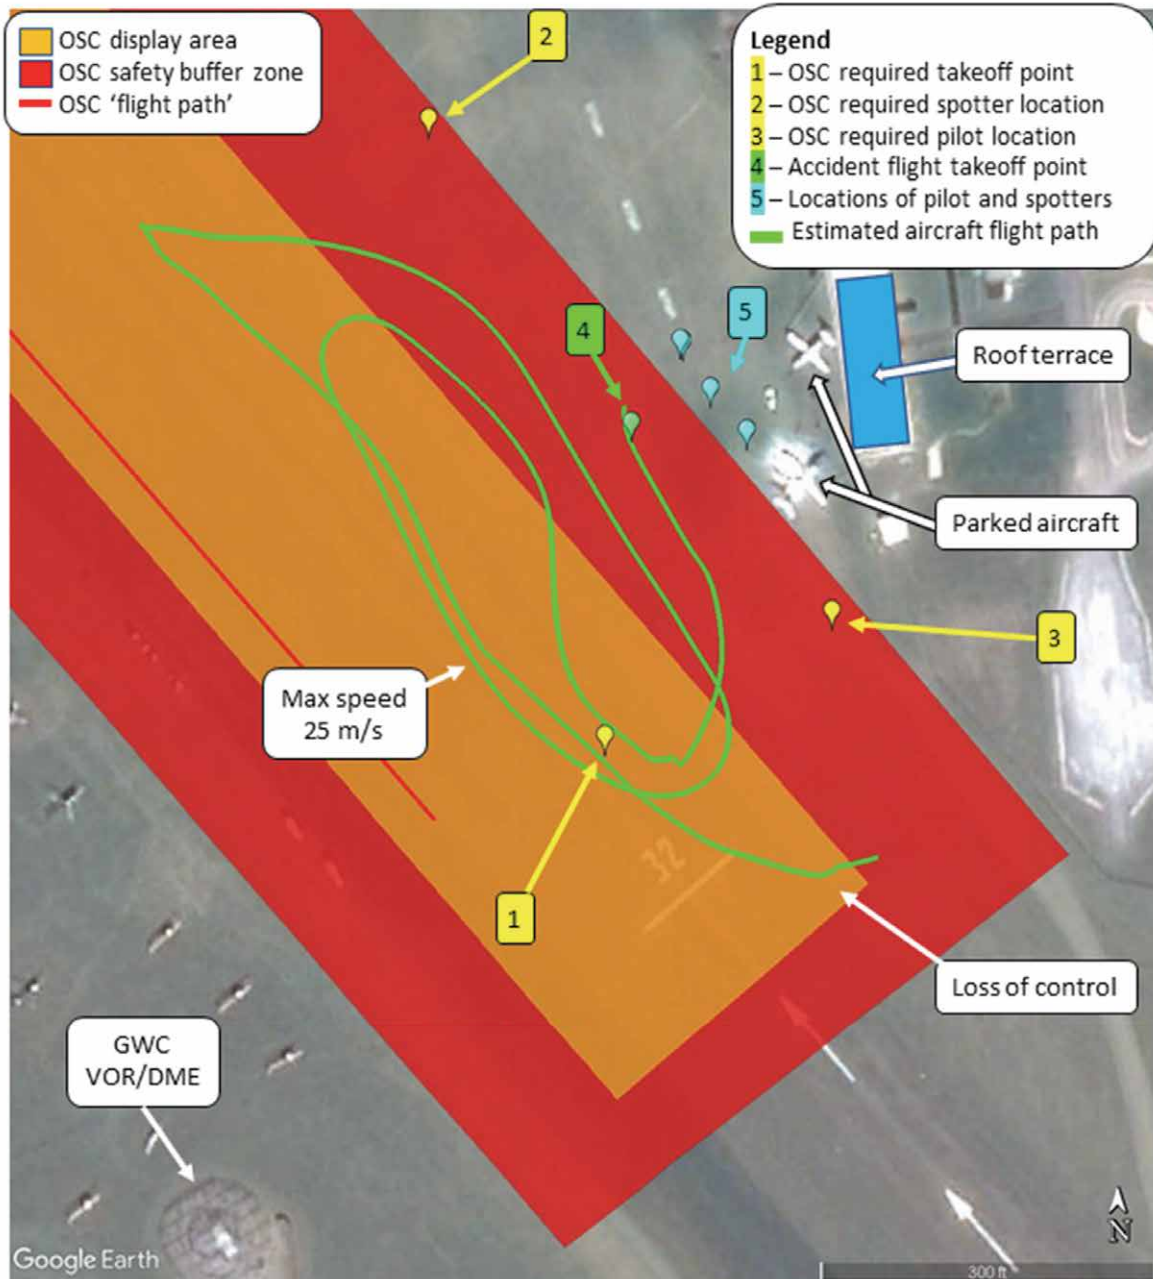 OSC display area
OSC safety buffer zone
OSC 'flight path'
2
Legend
1 – OSC required takeoff point
2 – OSC required spotter location
3 – OSC required pilot location
4 – Accident flight takeoff point
5 – Locations of pilot and spotters
Estimated aircraft flight path
5
4
Roof terrace
Parked aircraft
3
Max speed
25 m/s
32
1
Loss of control
GWC
VOR/DME
N
Google Earth
300 ft